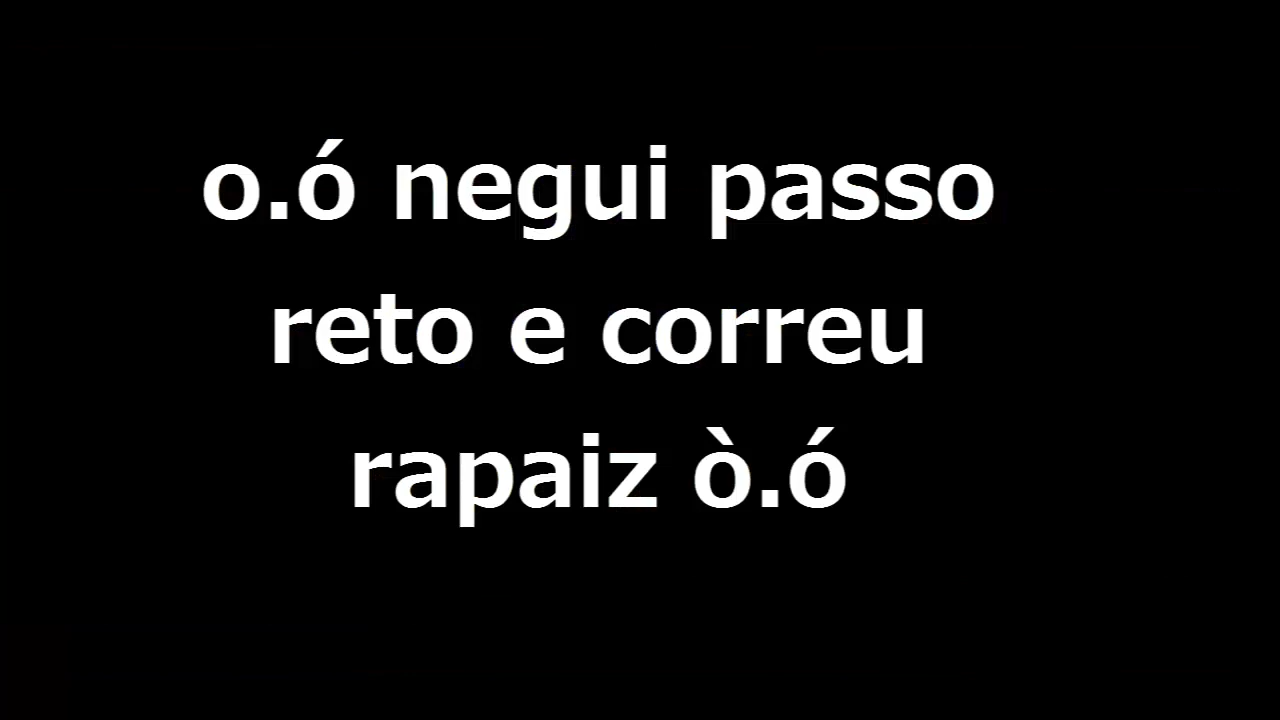 o.ó negui passo
reto e correu
rapaiz ò.ó